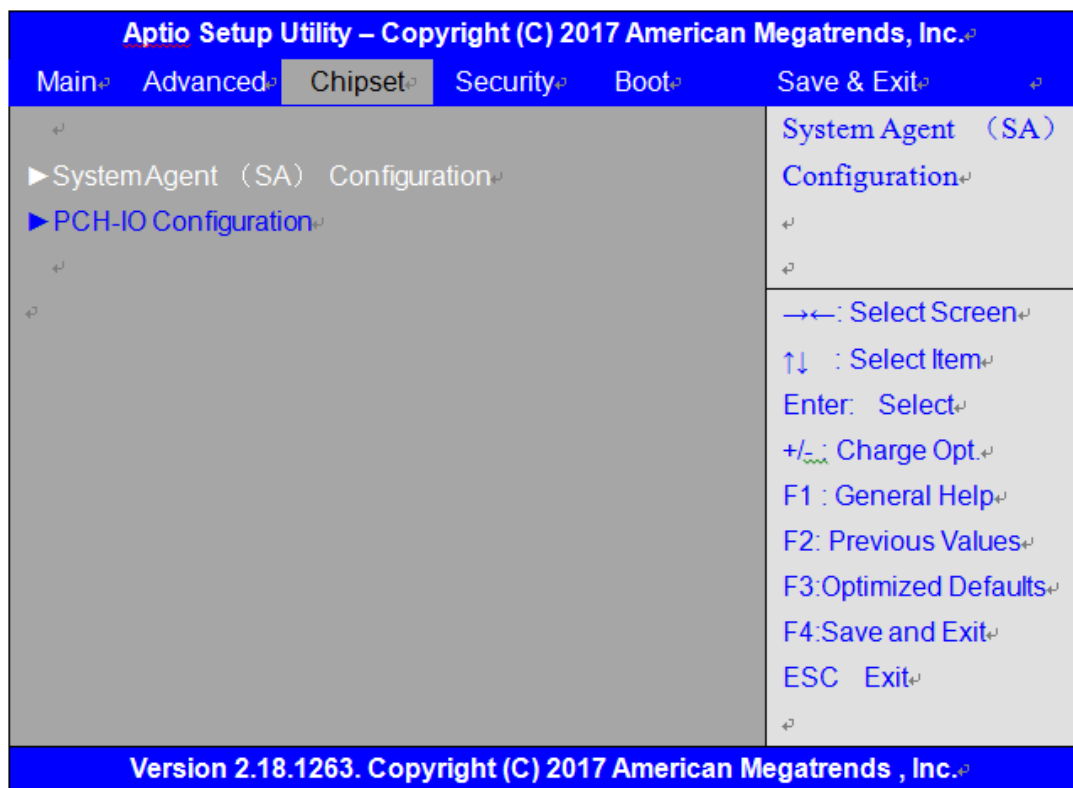 Aptio Setup Utility – Copyright (C) 2017 American Megatrends, Inc.
Main Advanced Chipset Security Boot Save & Exit
►System Agent （SA） Configuration
►PCH-IO Configuration
System Agent （SA）
Configuration
→←: Select Screen
↑↓ : Select Item
Enter: Select
+/- : Charge Opt.
F1 : General Help
F2: Previous Values
F3:Optimized Defaults
F4:Save and Exit
ESC Exit
Version 2.18.1263. Copyright (C) 2017 American Megatrends , Inc.